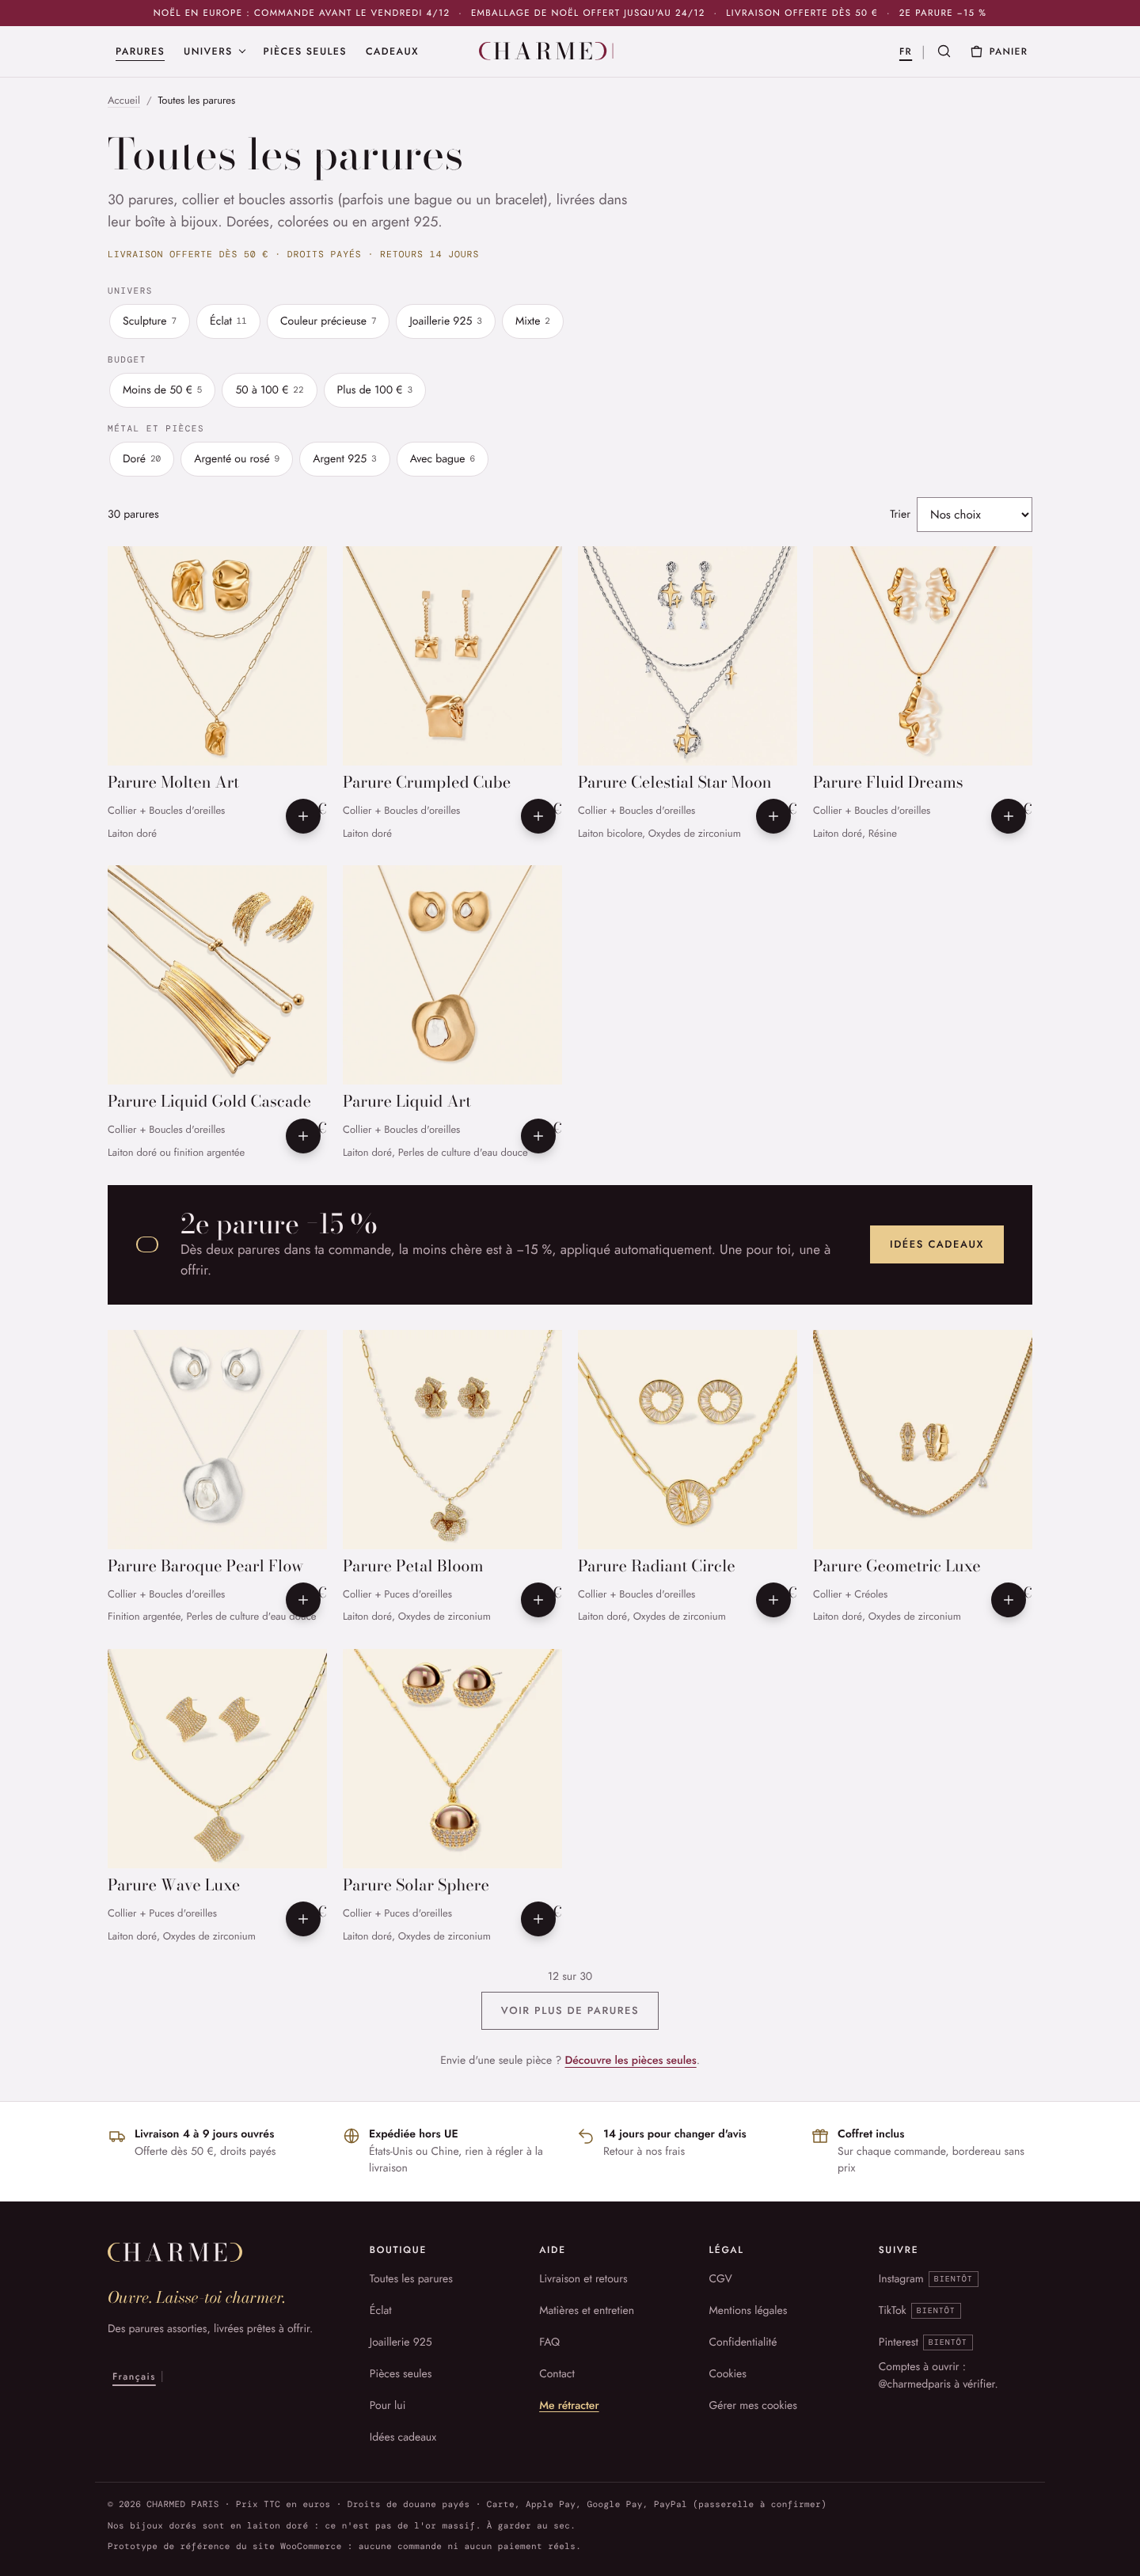 NOËL EN EUROPE : COMMANDE AVANT LE VENDREDI 4/12 · EMBALLAGE DE NOËL OFFERT JUSQU'AU 24/12 · LIVRAISON OFFERTE DÈS 50 € · 2E PARURE −15 %
PARURES UNIVERS PIÈCES SEULES CADEAUX CHARMED FR PANIER
Accueil / Toutes les parures
Toutes les parures
30 parures, collier et boucles assortis (parfois une bague ou un bracelet), livrées dans
leur boîte à bijoux. Dorées, colorées ou en argent 925.
LIVRAISON OFFERTE DÈS 50 € · DROITS PAYÉS · RETOURS 14 JOURS
UNIVERS
Sculpture 7 Éclat 11 Couleur précieuse 7 Joaillerie 925 3 Mixte 2
BUDGET
Moins de 50 € 5 50 à 100 € 22 Plus de 100 € 3
MÉTAL ET PIÈCES
Doré 20 Argenté ou rosé 9 Argent 925 3 Avec bague 6
30 parures Trier Nos choix
Parure Molten Art Parure Crumpled Cube Parure Celestial Star Moon Parure Fluid Dreams
Collier + Boucles d'oreilles € Collier + Boucles d'oreilles € Collier + Boucles d'oreilles € Collier + Boucles d'oreilles €
Laiton doré Laiton doré Laiton bicolore, Oxydes de zirconium Laiton doré, Résine
Parure Liquid Gold Cascade Parure Liquid Art
Collier + Boucles d'oreilles € Collier + Boucles d'oreilles €
Laiton doré ou finition argentée Laiton doré, Perles de culture d'eau douce
2e parure −15 %
Dès deux parures dans ta commande, la moins chère est à −15 %, appliqué automatiquement. Une pour toi, une à
offrir.
IDÉES CADEAUX
Parure Baroque Pearl Flow Parure Petal Bloom Parure Radiant Circle Parure Geometric Luxe
Collier + Boucles d'oreilles € Collier + Puces d'oreilles € Collier + Boucles d'oreilles € Collier + Créoles €
Finition argentée, Perles de culture d'eau douce Laiton doré, Oxydes de zirconium Laiton doré, Oxydes de zirconium Laiton doré, Oxydes de zirconium
Parure Wave Luxe Parure Solar Sphere
Collier + Puces d'oreilles € Collier + Puces d'oreilles €
Laiton doré, Oxydes de zirconium Laiton doré, Oxydes de zirconium
12 sur 30
VOIR PLUS DE PARURES
Envie d'une seule pièce ? Découvre les pièces seules.
Livraison 4 à 9 jours ouvrés
Offerte dès 50 €, droits payés
Expédiée hors UE
États-Unis ou Chine, rien à régler à la
livraison
14 jours pour changer d'avis
Retour à nos frais
Coffret inclus
Sur chaque commande, bordereau sans
prix
CHARMED
Ouvre. Laisse-toi charmer.
Des parures assorties, livrées prêtes à offrir.
Français
BOUTIQUE
Toutes les parures
Éclat
Joaillerie 925
Pièces seules
Pour lui
Idées cadeaux
AIDE
Livraison et retours
Matières et entretien
FAQ
Contact
Me rétracter
LÉGAL
CGV
Mentions légales
Confidentialité
Cookies
Gérer mes cookies
SUIVRE
Instagram BIENTÔT
TikTok BIENTÔT
Pinterest BIENTÔT
Comptes à ouvrir :
@charmedparis à vérifier.
© 2026 CHARMED PARIS · Prix TTC en euros · Droits de douane payés · Carte, Apple Pay, Google Pay, PayPal (passerelle à confirmer)
Nos bijoux dorés sont en laiton doré : ce n'est pas de l'or massif. À garder au sec.
Prototype de référence du site WooCommerce : aucune commande ni aucun paiement réels.